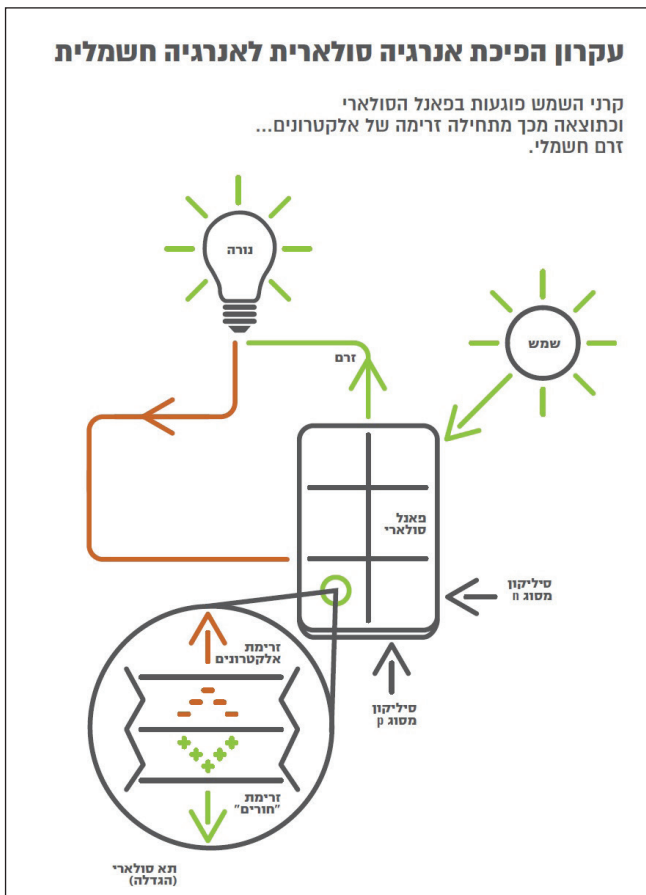 עקרון הפיכת אנרגיה סולארית לאנרגיה חשמלית
קרני השמש פוגעות בפאנל הסולארי
וכתוצאה מכך מתחילה זרימה של אלקטרונים...
זרם חשמלי.
נורה
שמש
זרם
פאנל
סולארי
סיליקון
מסוג n
סיליקון
מסוג p
זרימת
אלקטרונים
זרימת
"חורים"
תא סולארי
(הגדלה)